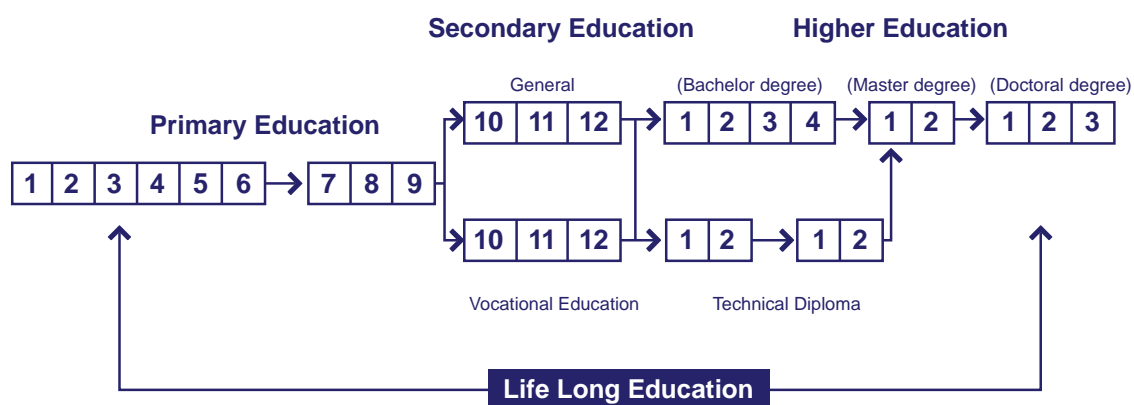 Secondary Education Higher Education
General (Bachelor degree) (Master degree) (Doctoral degree)
Primary Education
10 11 12 1 2 3 4 1 2 1 2 3
1 2 3 4 5 6 7 8 9
10 11 12 1 2 1 2
Vocational Education Technical Diploma
Life Long Education